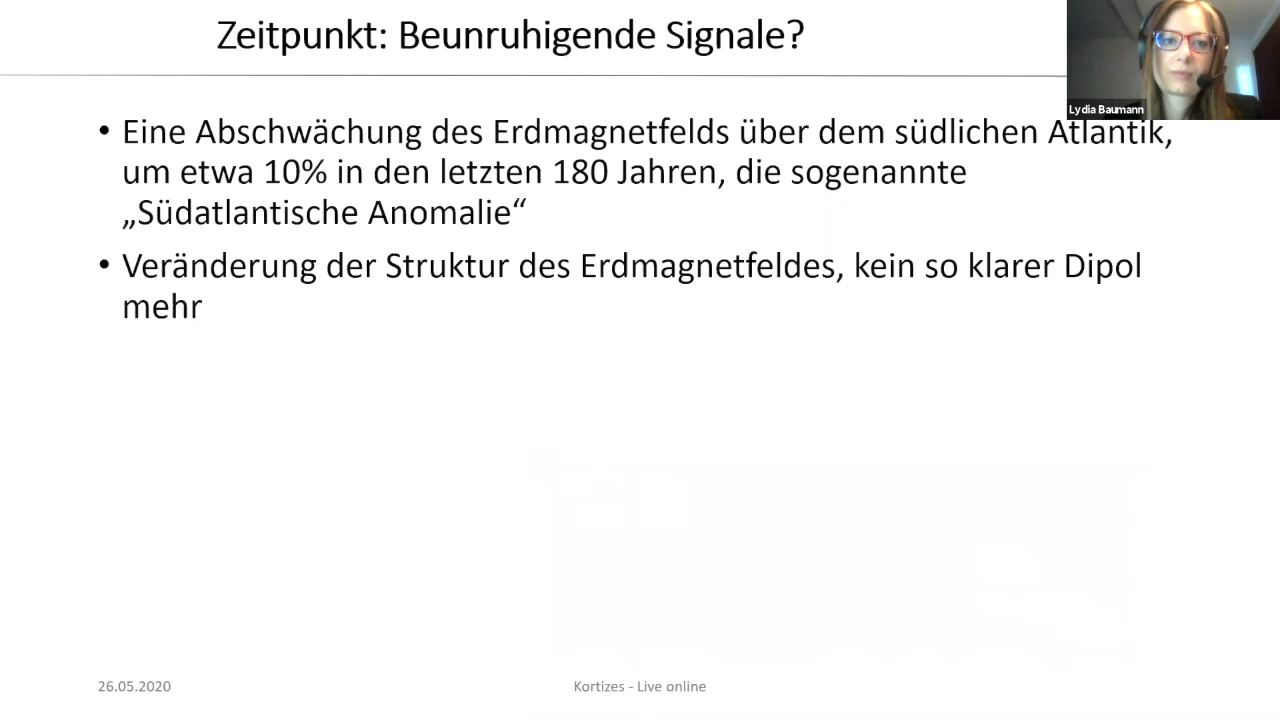 Zeitpunkt: Beunruhigende Signale?
Lydia Baumann
• Eine Abschwächung des Erdmagnetfelds über dem südlichen Atlantik,
um etwa 10% in den letzten 180 Jahren, die sogenannte
„Südatlantische Anomalie“
• Veränderung der Struktur des Erdmagnetfeldes, kein so klarer Dipol
mehr
26.05.2020
Kortizes - Live online